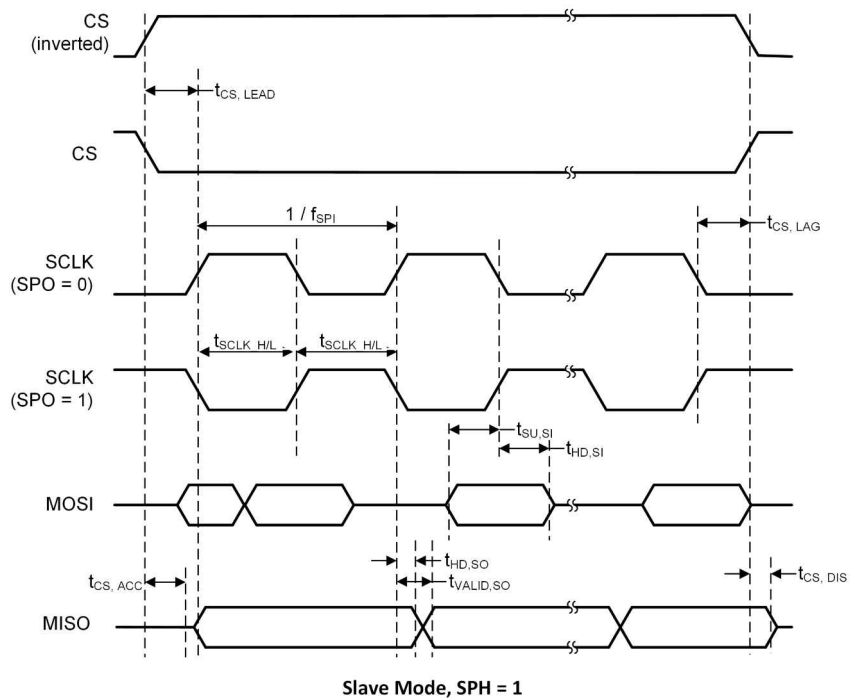 CS
(inverted)
tCS, LEAD
CS
1 / fSPI
tCS, LAG
SCLK
(SPO = 0)
tSCLK_H/L
tSCLK_H/L
SCLK
(SPO = 1)
tSU,SI
tHD,SI
MOSI
tHD,SO
tVALID,SO
tCS, ACC
tCS, DIS
MISO
Slave Mode, SPH = 1